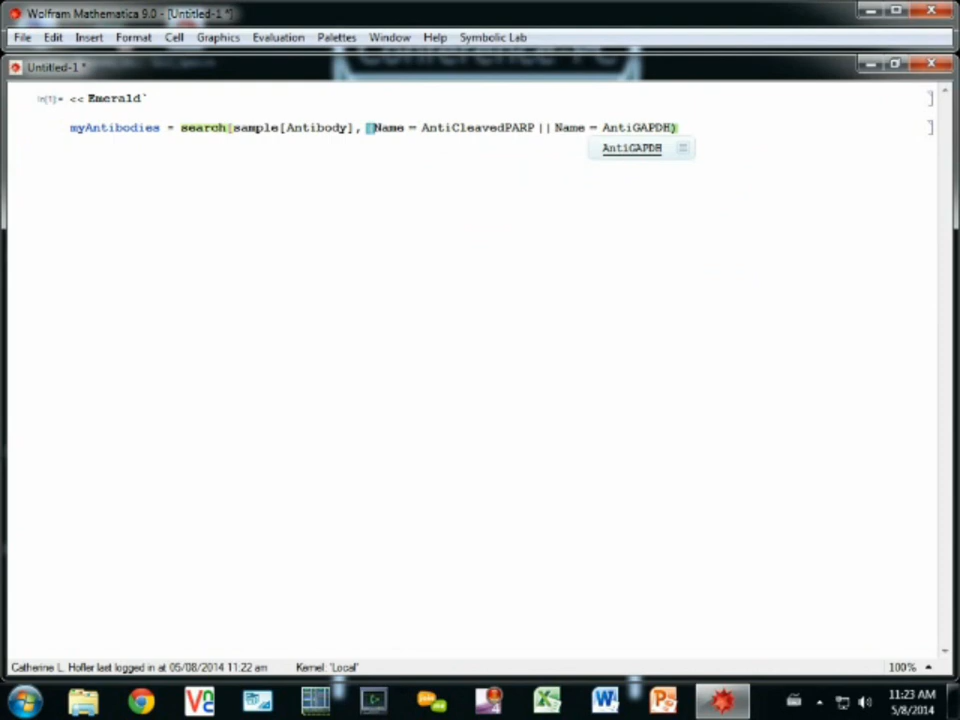 Wolfram Mathematica 9.0 - [Untitled-1 *]
File Edit Insert Format Cell Graphics Evaluation Palettes Window Help Symbolic Lab
Untitled-1 *
In[1]:= << Emerald`
myAntibodies = search[sample[Antibody], (Name = AntiCleavedPARP || Name = AntiGAPDH)
AntiGAPDH
Catherine L. Hofler last logged in at 05/08/2014 11:22 am Kernel: 'Local' 100%
11:23 AM
5/8/2014